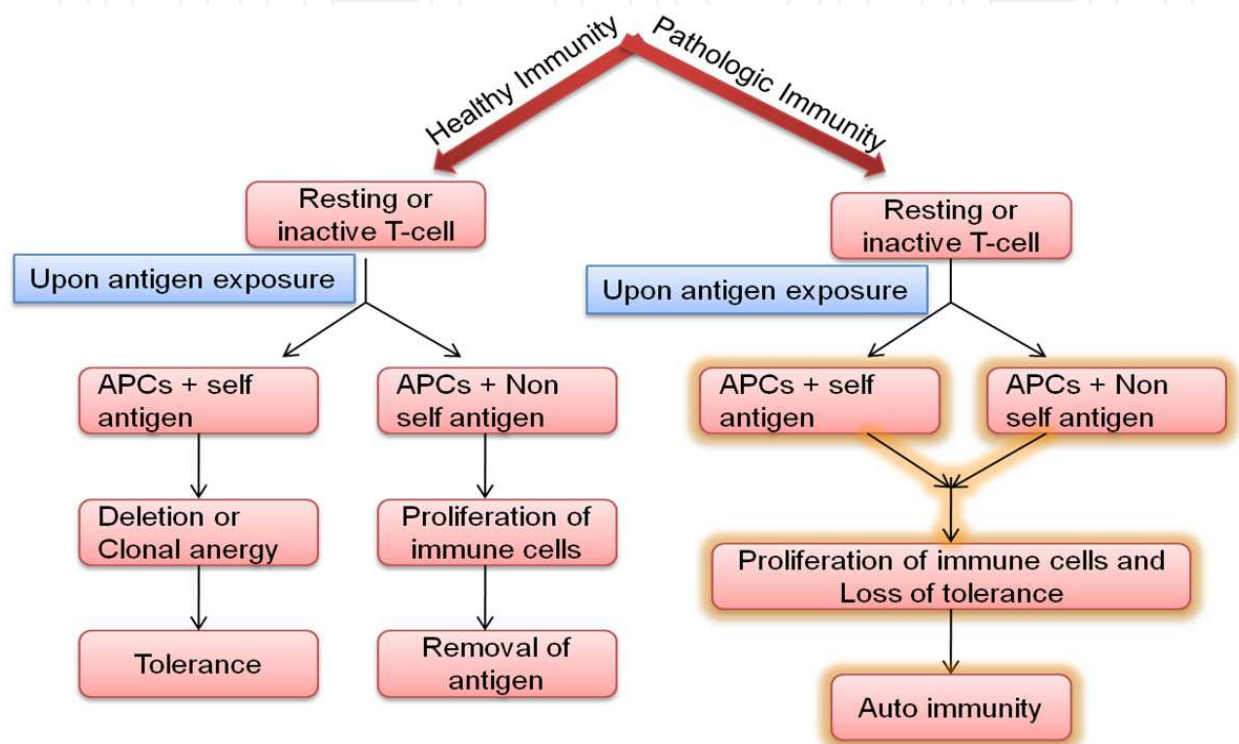 Healthy Immunity
Pathologic Immunity
Resting or
inactive T-cell
Upon antigen exposure
APCs + self
antigen
APCs + Non
self antigen
Deletion or
Clonal anergy
Proliferation of
immune cells
Tolerance
Removal of
antigen
Resting or
inactive T-cell
Upon antigen exposure
APCs + self
antigen
APCs + Non
self antigen
Proliferation of immune cells and
Loss of tolerance
Auto immunity